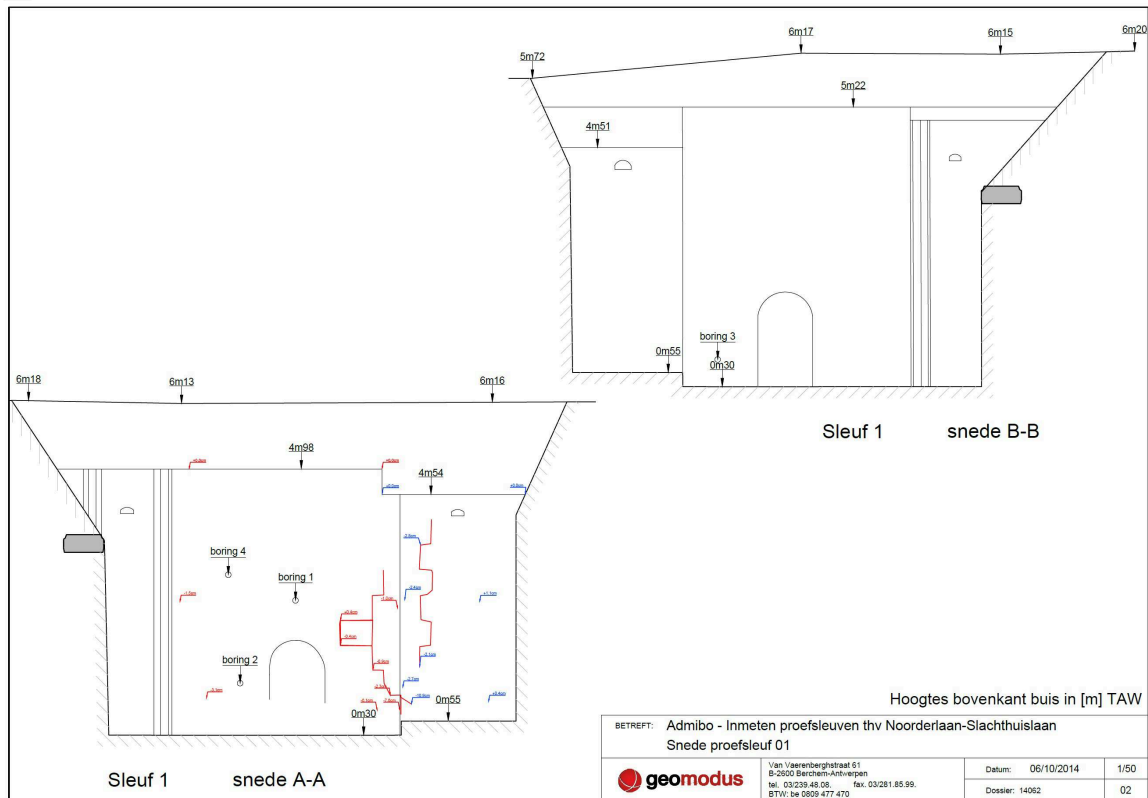 6m17
6m15
6m20
5m72
5m22
4m51
boring 3
0m55
0m30
Sleuf 1 snede B-B
6m18
6m13
6m16
4m98
4m54
boring 4
boring 1
boring 2
0m55
0m30
Sleuf 1 snede A-A
Hoogtes bovenkant buis in [m] TAW
BETREFT: Admibo - Inmeten proefsleuven thv Noorderlaan-Slachthuislaan
Snede proefsleuf 01
geomodus
Van Vaerenberghstraat 61
B-2600 Berchem-Antwerpen
tel. 03/239.48.08. fax. 03/281.85.99.
BTW: be 0809 477 470
Datum: 06/10/2014 1/50
Dossier: 14062 02